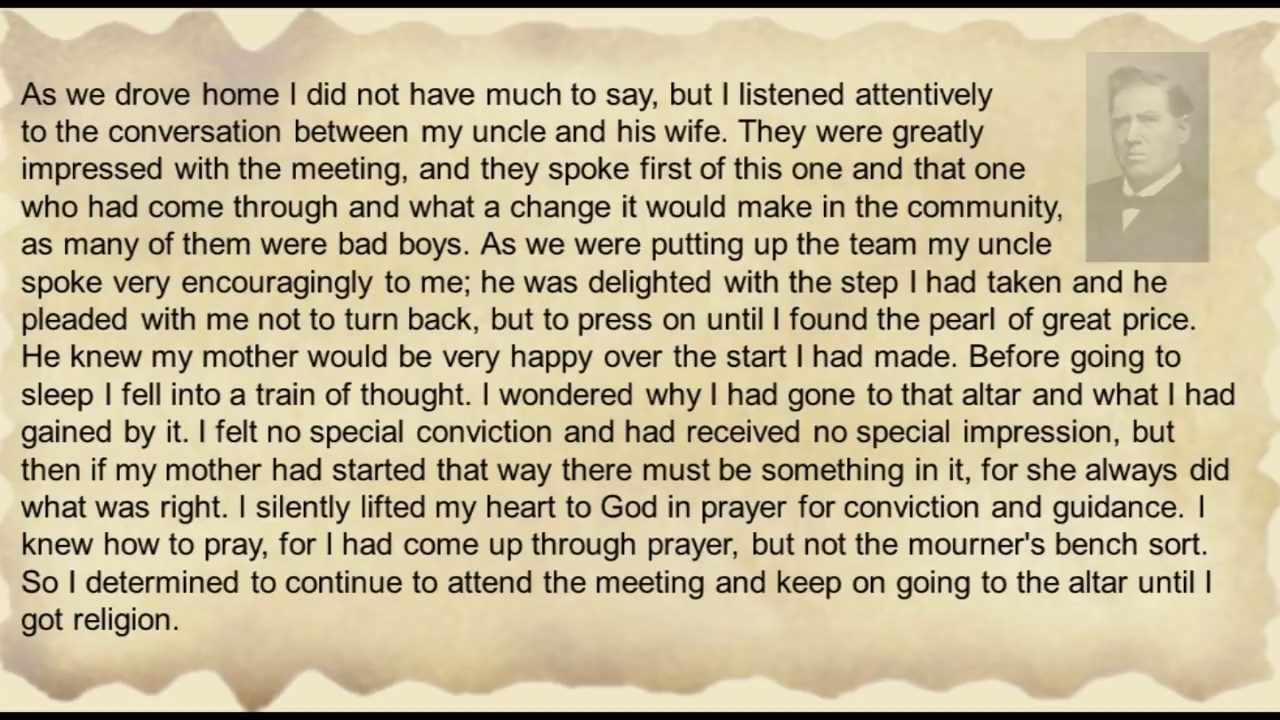 As we drove home I did not have much to say, but I listened attentively
to the conversation between my uncle and his wife. They were greatly
impressed with the meeting, and they spoke first of this one and that one
who had come through and what a change it would make in the community,
as many of them were bad boys. As we were putting up the team my uncle
spoke very encouragingly to me; he was delighted with the step I had taken and he
pleaded with me not to turn back, but to press on until I found the pearl of great price.
He knew my mother would be very happy over the start I had made. Before going to
sleep I fell into a train of thought. I wondered why I had gone to that altar and what I had
gained by it. I felt no special conviction and had received no special impression, but
then if my mother had started that way there must be something in it, for she always did
what was right. I silently lifted my heart to God in prayer for conviction and guidance. I
knew how to pray, for I had come up through prayer, but not the mourner's bench sort.
So I determined to continue to attend the meeting and keep on going to the altar until I
got religion.